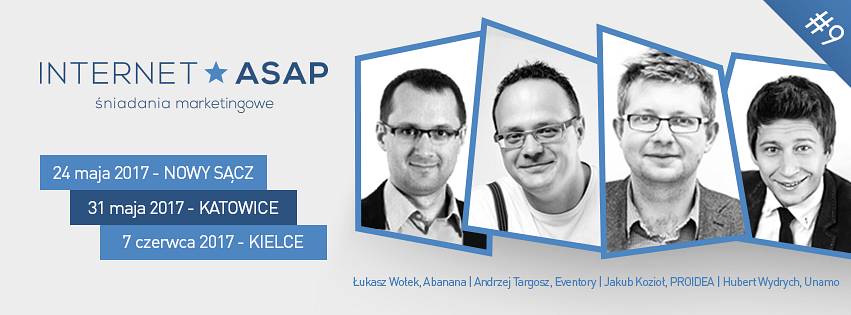 INTERNET ★ ASAP
śniadania marketingowe
24 maja 2017 - NOWY SĄCZ
31 maja 2017 - KATOWICE
7 czerwca 2017 - KIELCE
#9
Łukasz Wołek, Abanana | Andrzej Targosz, Eventory | Jakub Kozioł, PROIDEA | Hubert Wydrych, Unamo